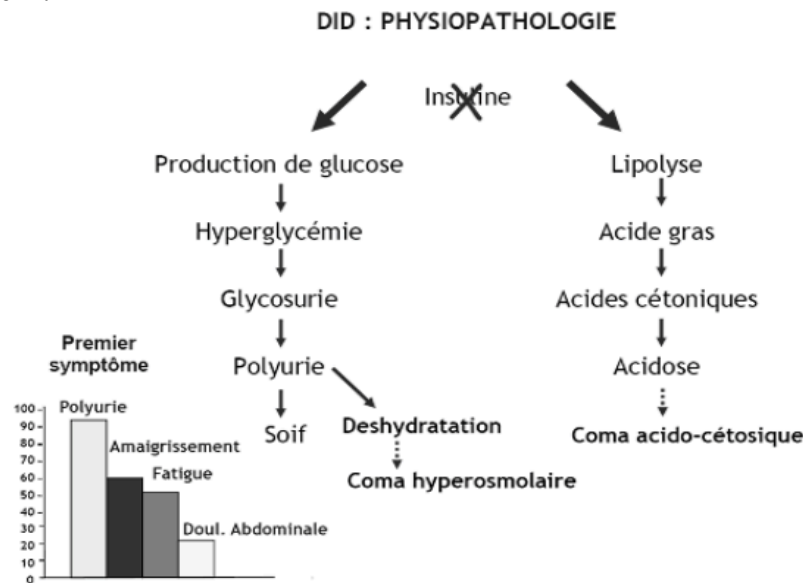 DID : PHYSIOPATHOLOGIE
Insuline
Production de glucose
Hyperglycémie
Glycosurie
Polyurie
Soif
Deshydratation
Coma hyperosmolaire
Lipolyse
Acide gras
Acides cétoniques
Acidose
Coma acido-cétosique
Premier
symptôme
100
90
80
70
60
50
40
30
20
10
0
Polyurie
Amaigrissement
Fatigue
Doul. Abdominale